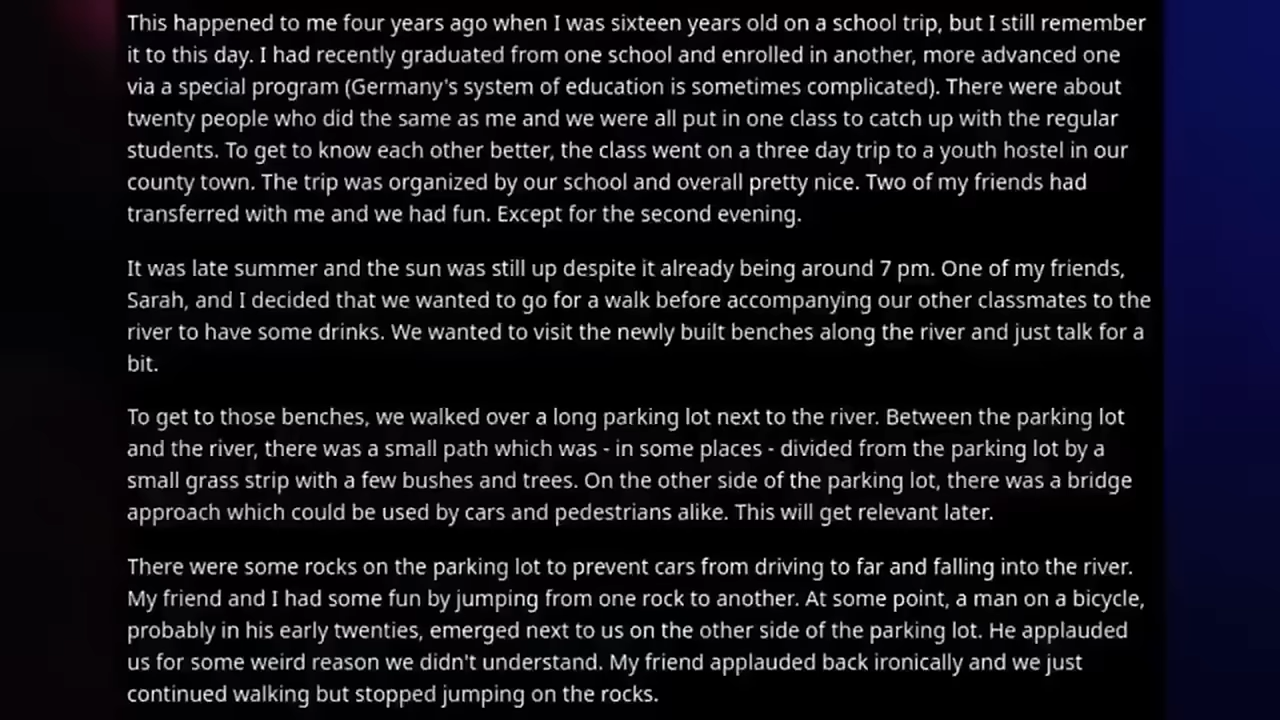 This happened to me four years ago when I was sixteen years old on a school trip, but I still remember
it to this day. I had recently graduated from one school and enrolled in another, more advanced one
via a special program (Germany's system of education is sometimes complicated). There were about
twenty people who did the same as me and we were all put in one class to catch up with the regular
students. To get to know each other better, the class went on a three day trip to a youth hostel in our
county town. The trip was organized by our school and overall pretty nice. Two of my friends had
transferred with me and we had fun. Except for the second evening.
It was late summer and the sun was still up despite it already being around 7 pm. One of my friends,
Sarah, and I decided that we wanted to go for a walk before accompanying our other classmates to the
river to have some drinks. We wanted to visit the newly built benches along the river and just talk for a
bit.
To get to those benches, we walked over a long parking lot next to the river. Between the parking lot
and the river, there was a small path which was - in some places - divided from the parking lot by a
small grass strip with a few bushes and trees. On the other side of the parking lot, there was a bridge
approach which could be used by cars and pedestrians alike. This will get relevant later.
There were some rocks on the parking lot to prevent cars from driving to far and falling into the river.
My friend and I had some fun by jumping from one rock to another. At some point, a man on a bicycle,
probably in his early twenties, emerged next to us on the other side of the parking lot. He applauded
us for some weird reason we didn't understand. My friend applauded back ironically and we just
continued walking but stopped jumping on the rocks.